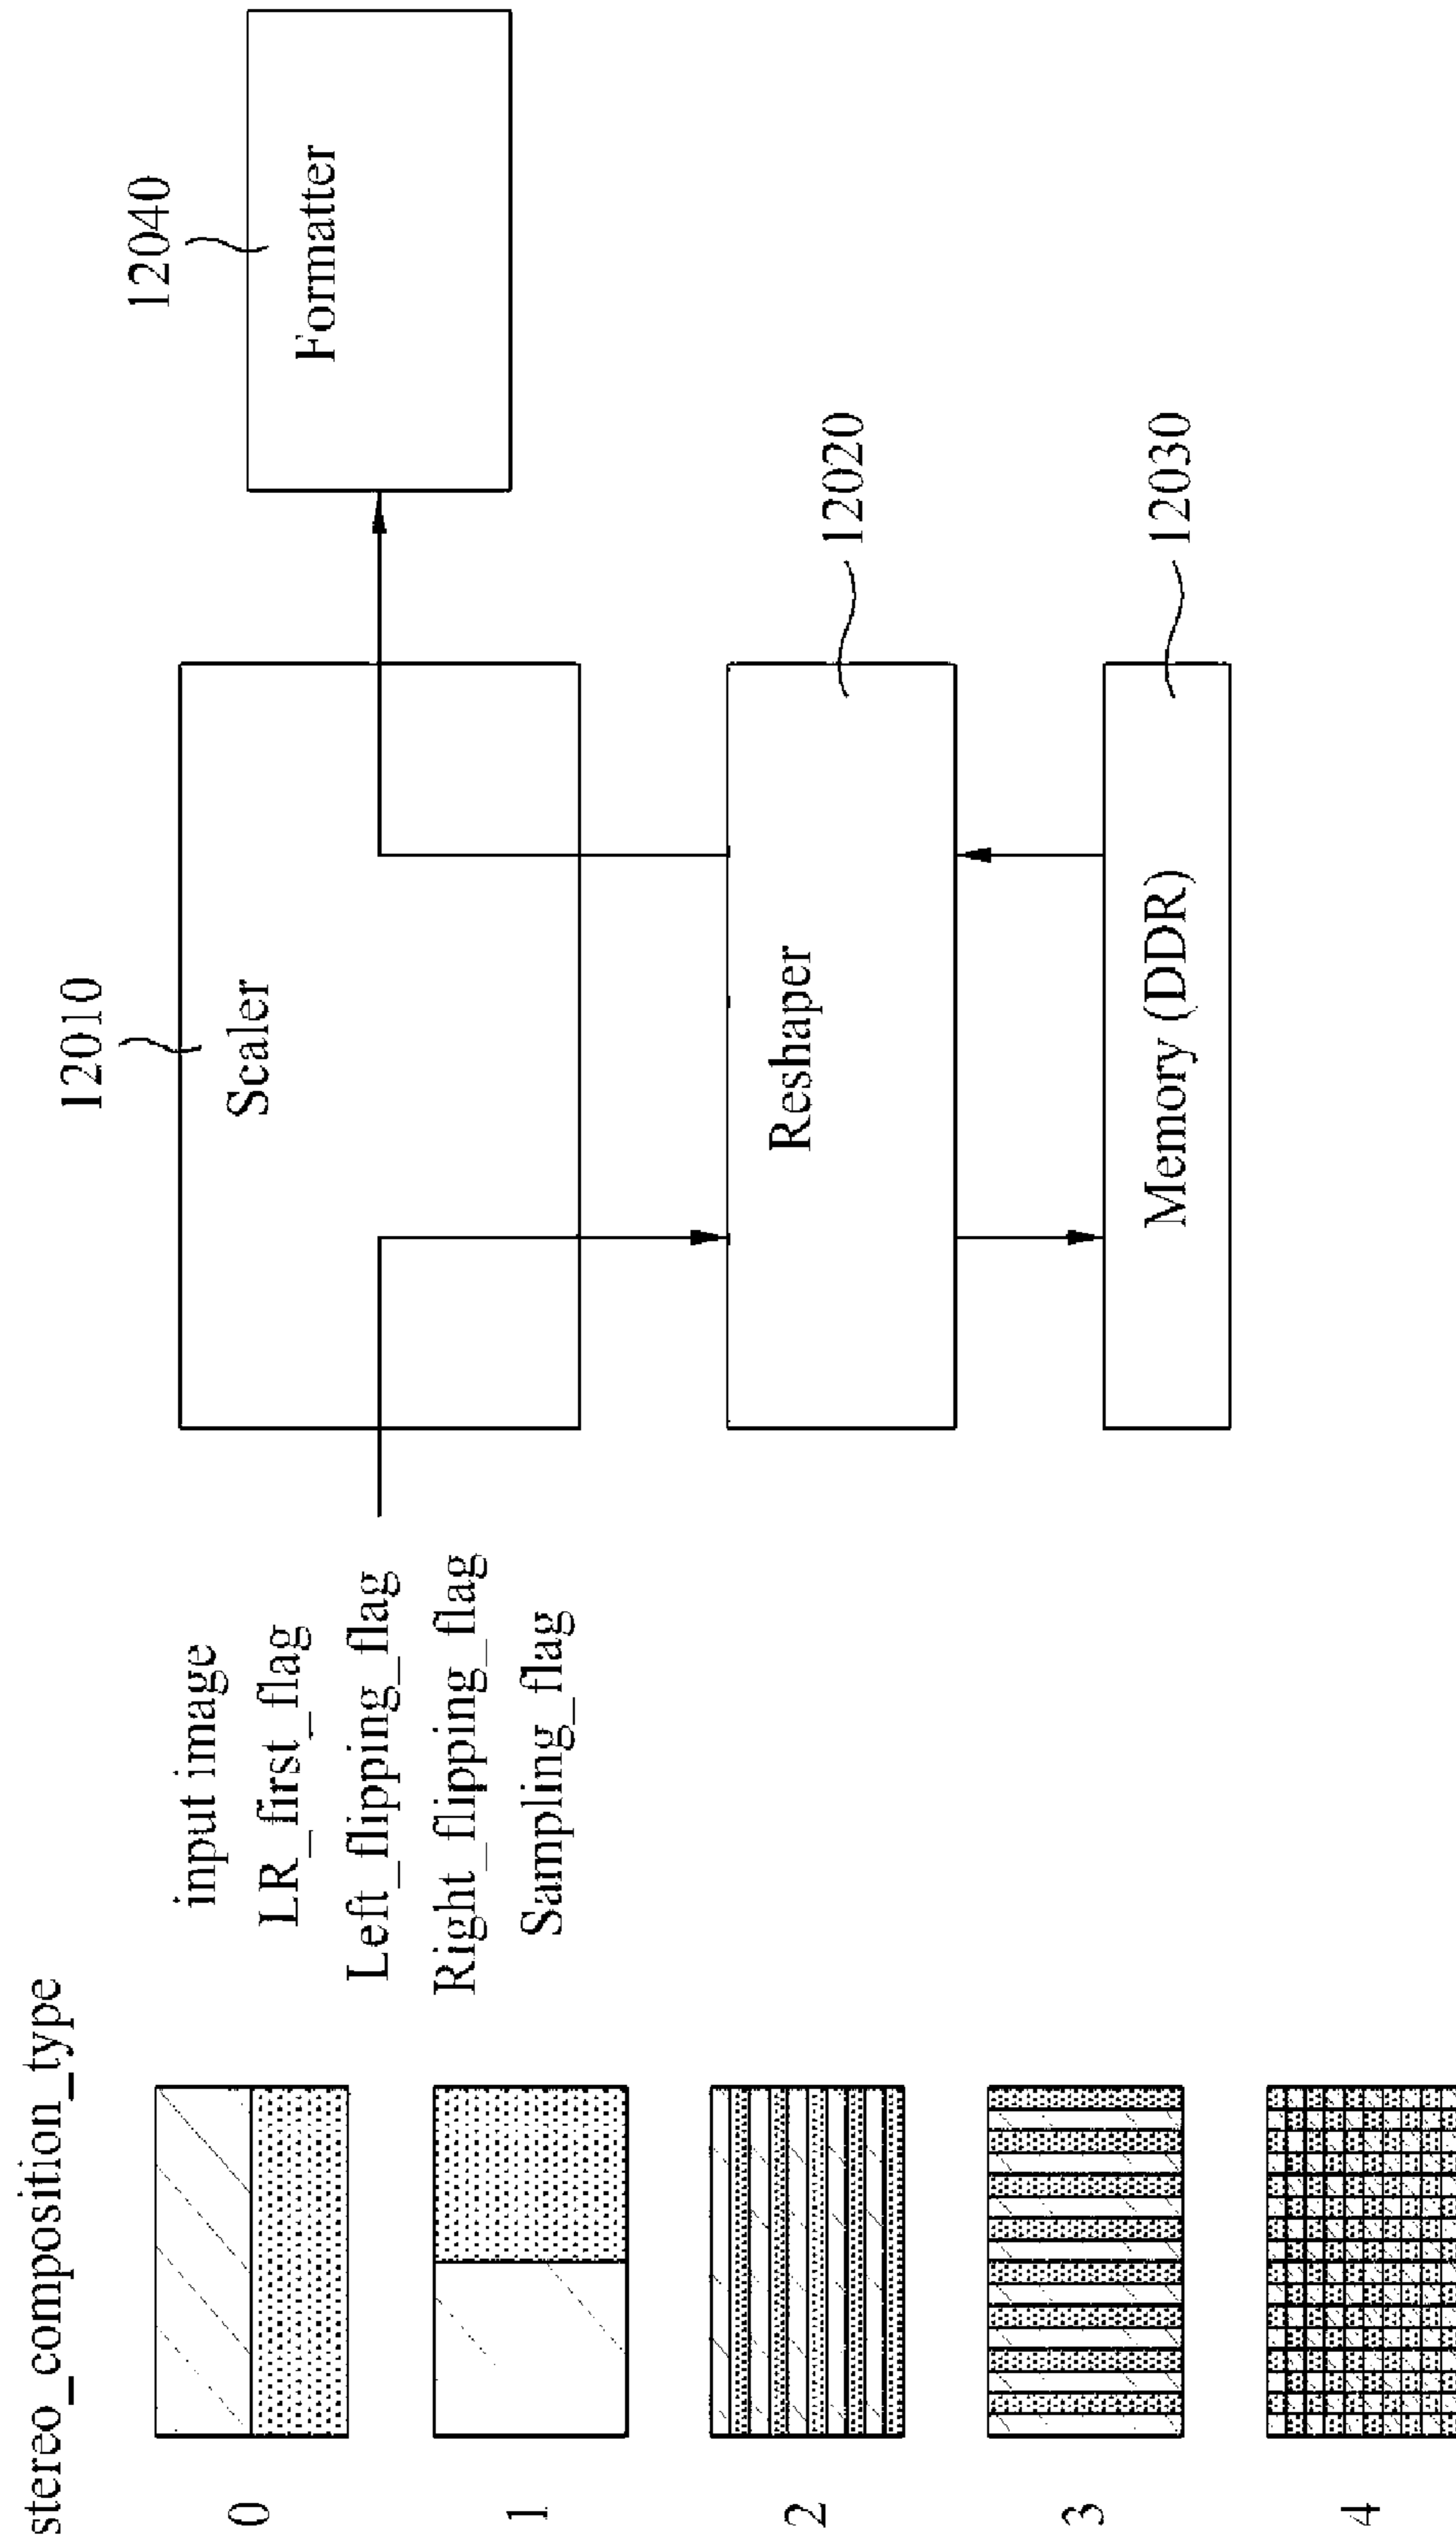 stereo_composition_type
0
1
2
3
4
input image
LR_first_flag
Left_flipping_flag
Right_flipping_flag
Sampling_flag
12010
Scaler
Reshaper
12020
Memory (DDR)
12030
12040
Formatter